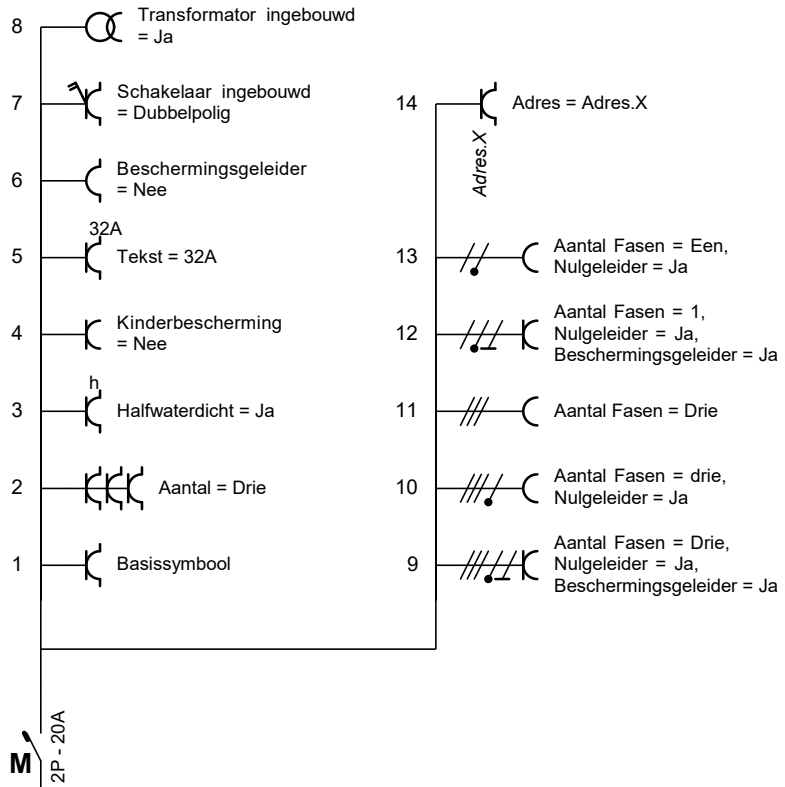 8
Transformator ingebouwd
= Ja
7
Schakelaar ingebouwd
= Dubbelpolig
6
Beschermingsgeleider
= Nee
32A
5
Tekst = 32A
4
Kinderbescherming
= Nee
h
3
Halfwaterdicht = Ja
2
Aantal = Drie
1
Basissymbool
14
Adres = Adres.X
Adres.X
13
Aantal Fasen = Een,
Nulgeleider = Ja
12
Aantal Fasen = 1,
Nulgeleider = Ja,
Beschermingsgeleider = Ja
11
Aantal Fasen = Drie
10
Aantal Fasen = drie,
Nulgeleider = Ja
9
Aantal Fasen = Drie,
Nulgeleider = Ja,
Beschermingsgeleider = Ja
M
2P - 20A